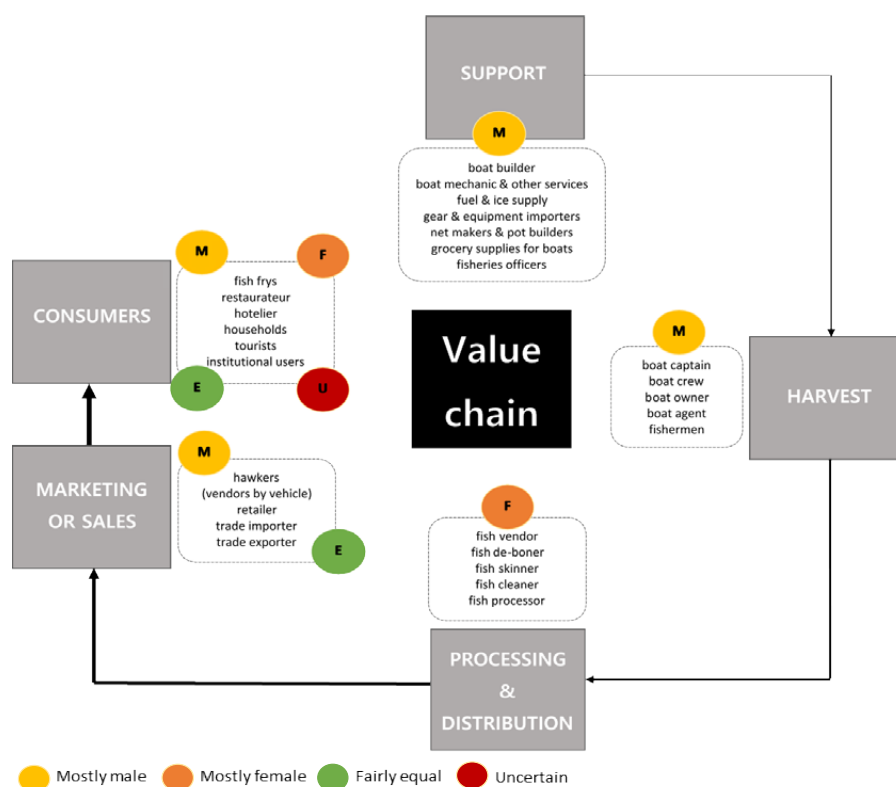 SUPPORT
M
boat builder
boat mechanic & other services
fuel & ice supply
gear & equipment importers
net makers & pot builders
grocery supplies for boats
fisheries officers
M
F
CONSUMERS
fish frys
restaurateur
hotelier
households
tourists
institutional users
E
U
Value
chain
M
boat captain
boat crew
boat owner
boat agent
fishermen
HARVEST
MARKETING
OR SALES
M
hawkers
(vendors by vehicle)
retailer
trade importer
trade exporter
E
F
fish vendor
fish de-boner
fish skinner
fish cleaner
fish processor
PROCESSING
&
DISTRIBUTION
Mostly male
Mostly female
Fairly equal
Uncertain